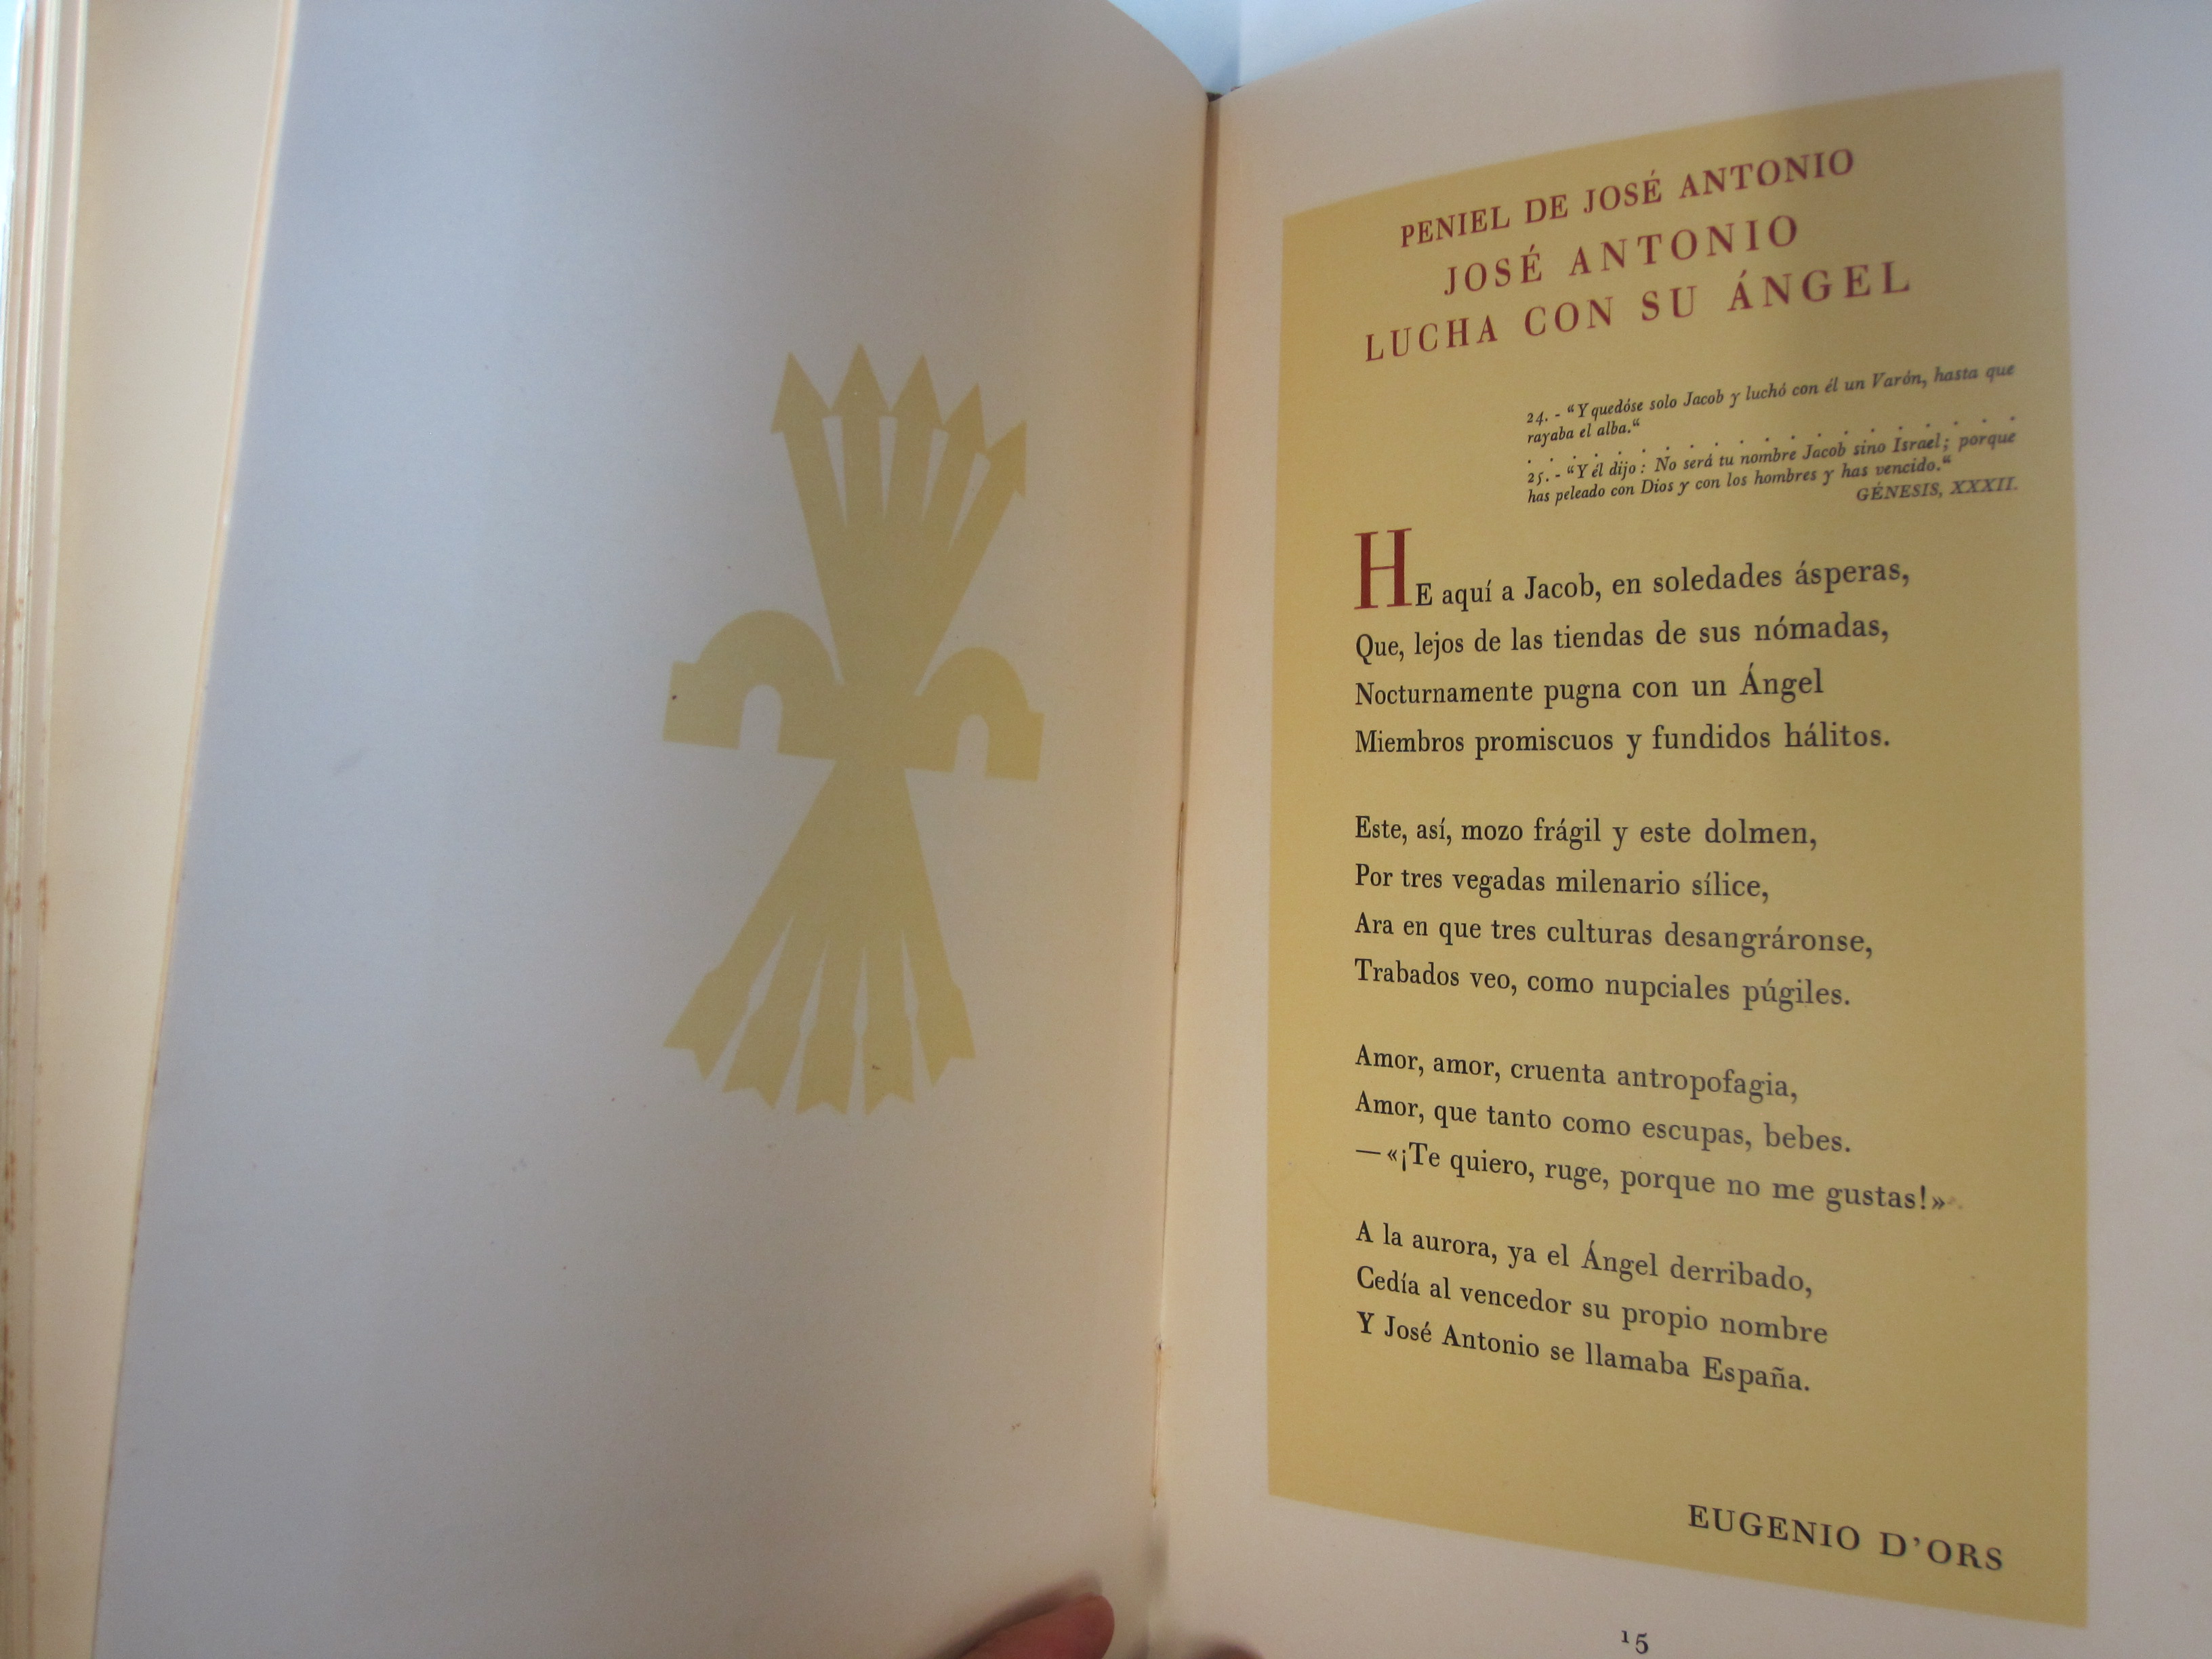 PENIEL DE JOSÉ ANTONIO
JOSÉ ANTONIO
LUCHA CON SU ÁNGEL
24. - “Y quedóse solo Jacob y luchó con él un Varón, hasta que
rayaba el alba.“
. . . . . . . . . . . . . . . . . . . .
25. - “Y él dijo: No será tu nombre Jacob sino Israel; porque
has peleado con Dios y con los hombres y has vencido.“
GÉNESIS, XXXII.
HE aquí a Jacob, en soledades ásperas,
Que, lejos de las tiendas de sus nómadas,
Nocturnamente pugna con un Ángel
Miembros promiscuos y fundidos hálitos.
Este, así, mozo frágil y este dolmen,
Por tres vegadas milenario sílice,
Ara en que tres culturas desangráronse,
Trabados veo, como nupciales púgiles.
Amor, amor, cruenta antropofagia,
Amor, que tanto como escupas, bebes.
—«¡Te quiero, ruge, porque no me gustas!»
A la aurora, ya el Ángel derribado,
Cedía al vencedor su propio nombre
Y José Antonio se llamaba España.
EUGENIO D’ORS
15